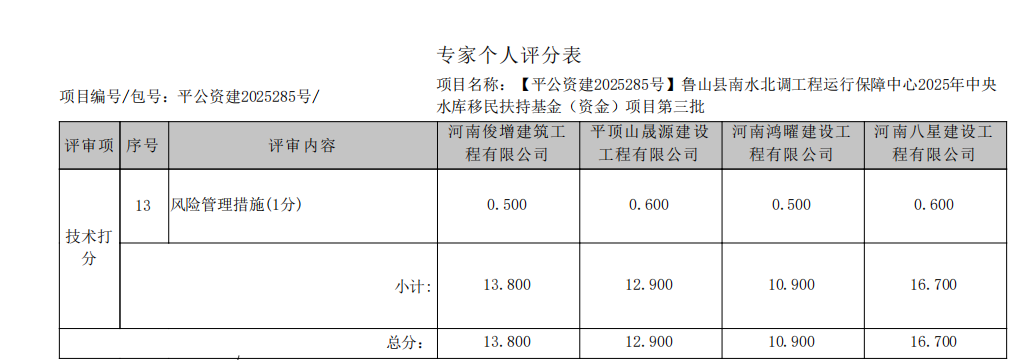 专家个人评分表
项目编号/包号：平公资建2025285号/
项目名称：【平公资建2025285号】鲁山县南水北调工程运行保障中心2025年中央
水库移民扶持基金（资金）项目第三批
评审项 序号 评审内容 河南俊增建筑工程有限公司 平顶山晟源建设工程有限公司 河南鸿曜建设工程有限公司 河南八星建设工程有限公司
技术打分
13 风险管理措施(1分) 0.500 0.600 0.500 0.600
小计: 13.800 12.900 10.900 16.700
总分: 13.800 12.900 10.900 16.700